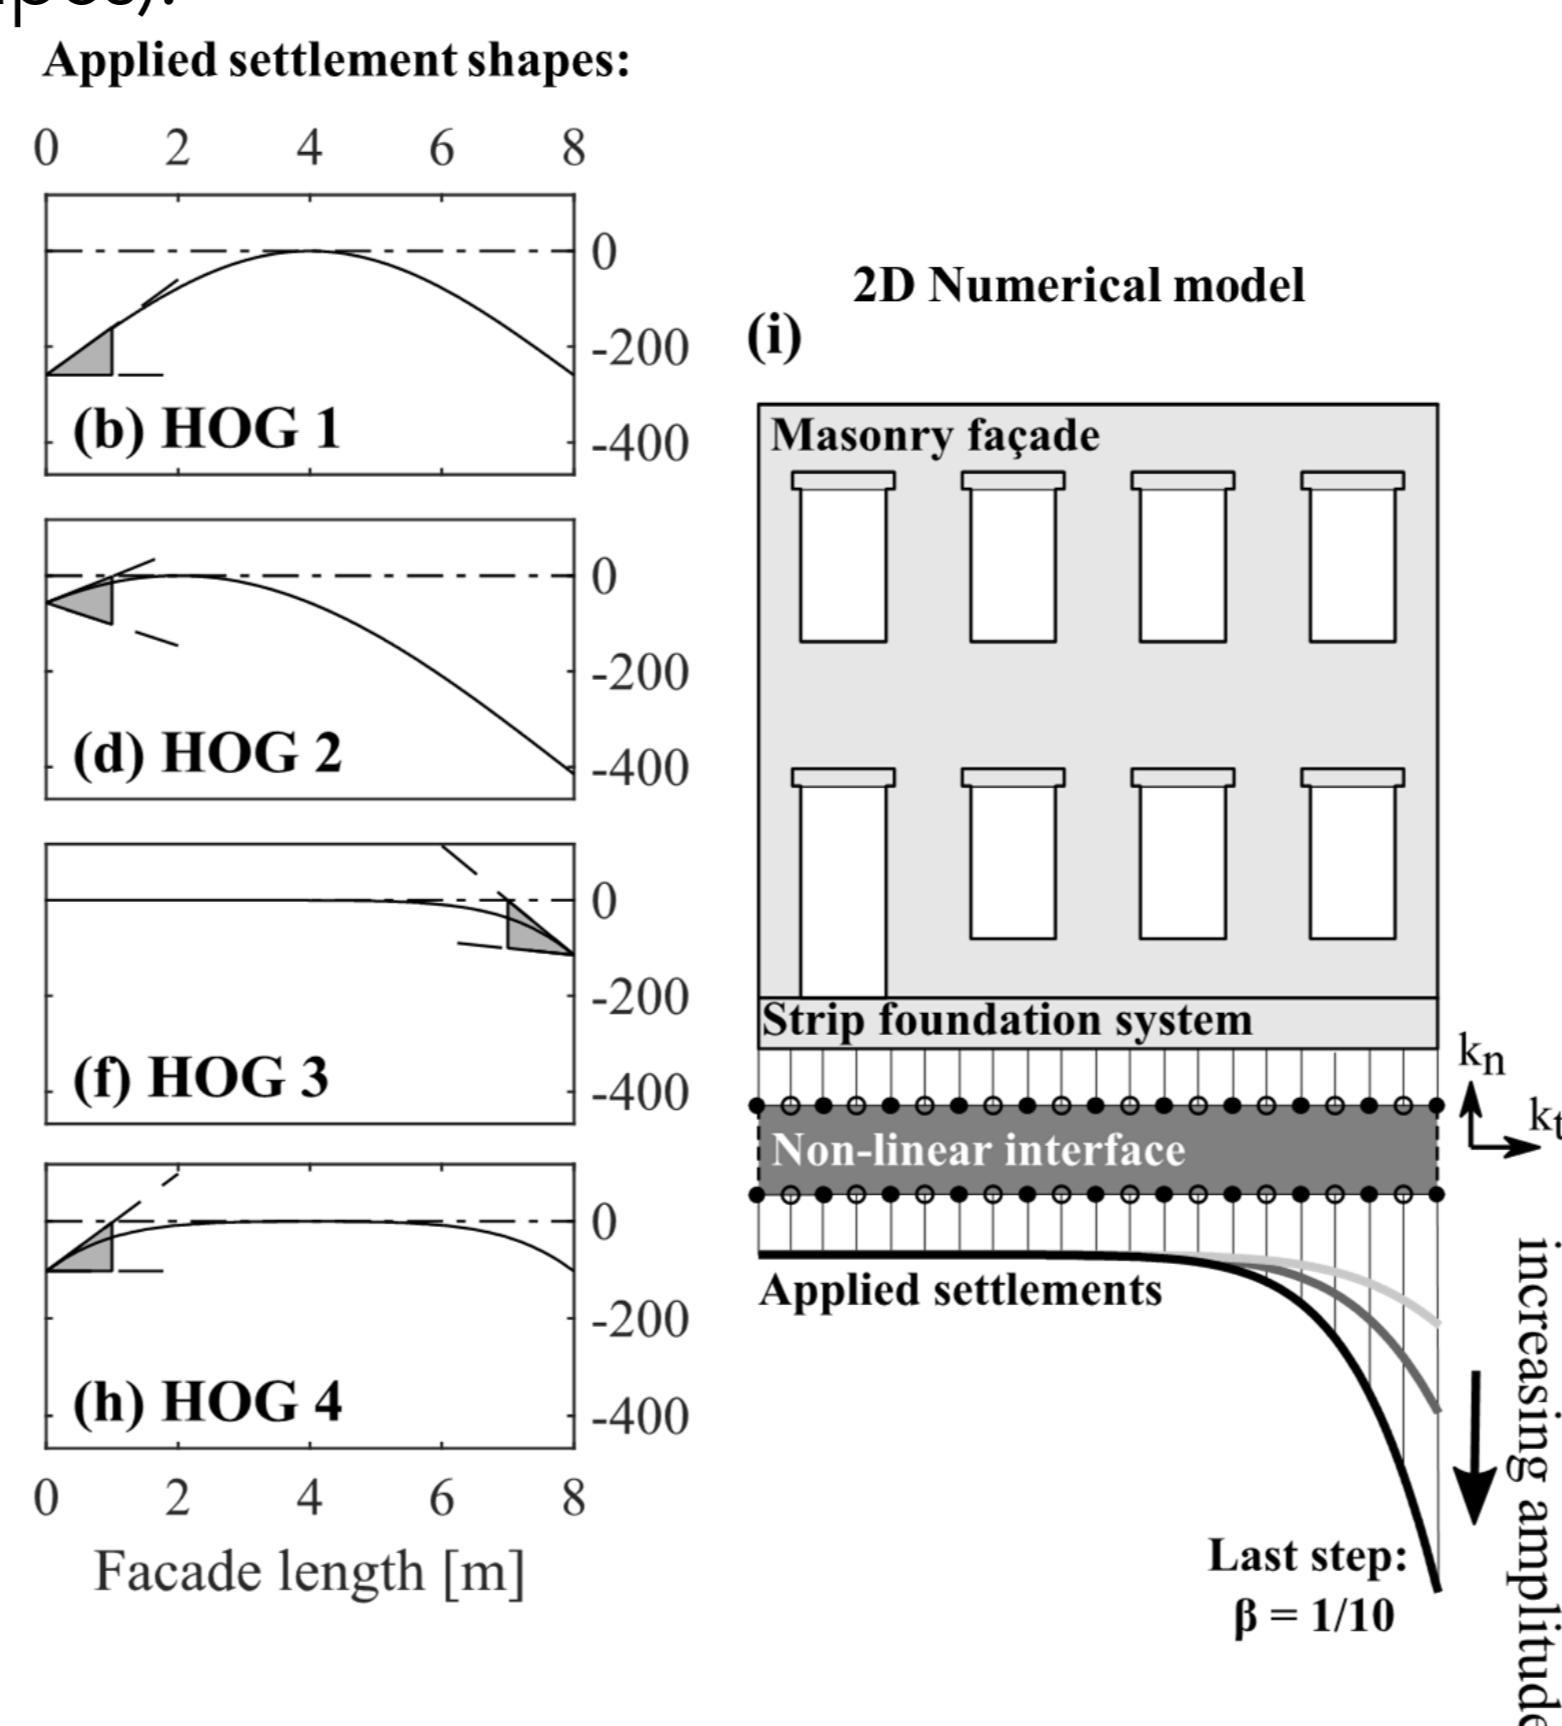 Applied settlement shapes:
0 2 4 6 8
0
-200
-400
(b) HOG 1
0
-200
-400
(d) HOG 2
0
-200
-400
(f) HOG 3
0
-200
-400
(h) HOG 4
0 2 4 6 8
Facade length [m]
2D Numerical model
(i)
Masonry façade
Strip foundation system
kn
kt
Non-linear interface
Applied settlements
increasing amplitude
Last step:
β = 1/10